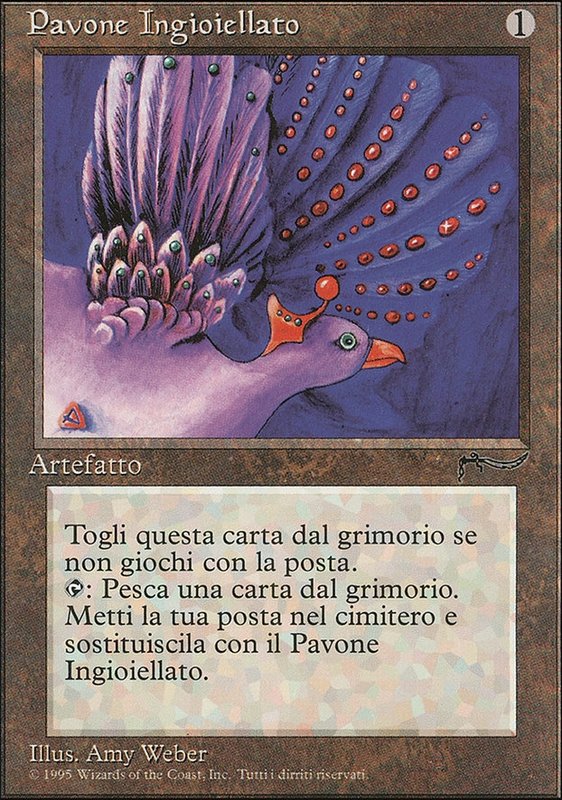 Pavone Ingioiellato 1
Artefatto
Togli questa carta dal grimorio se
non giochi con la posta.
: Pesca una carta dal grimorio.
Metti la tua posta nel cimitero e
sostituiscila con il Pavone
Ingioiellato.
Illus. Amy Weber
© 1995 Wizards of the Coast, Inc. Tutti i dirriti riservati.